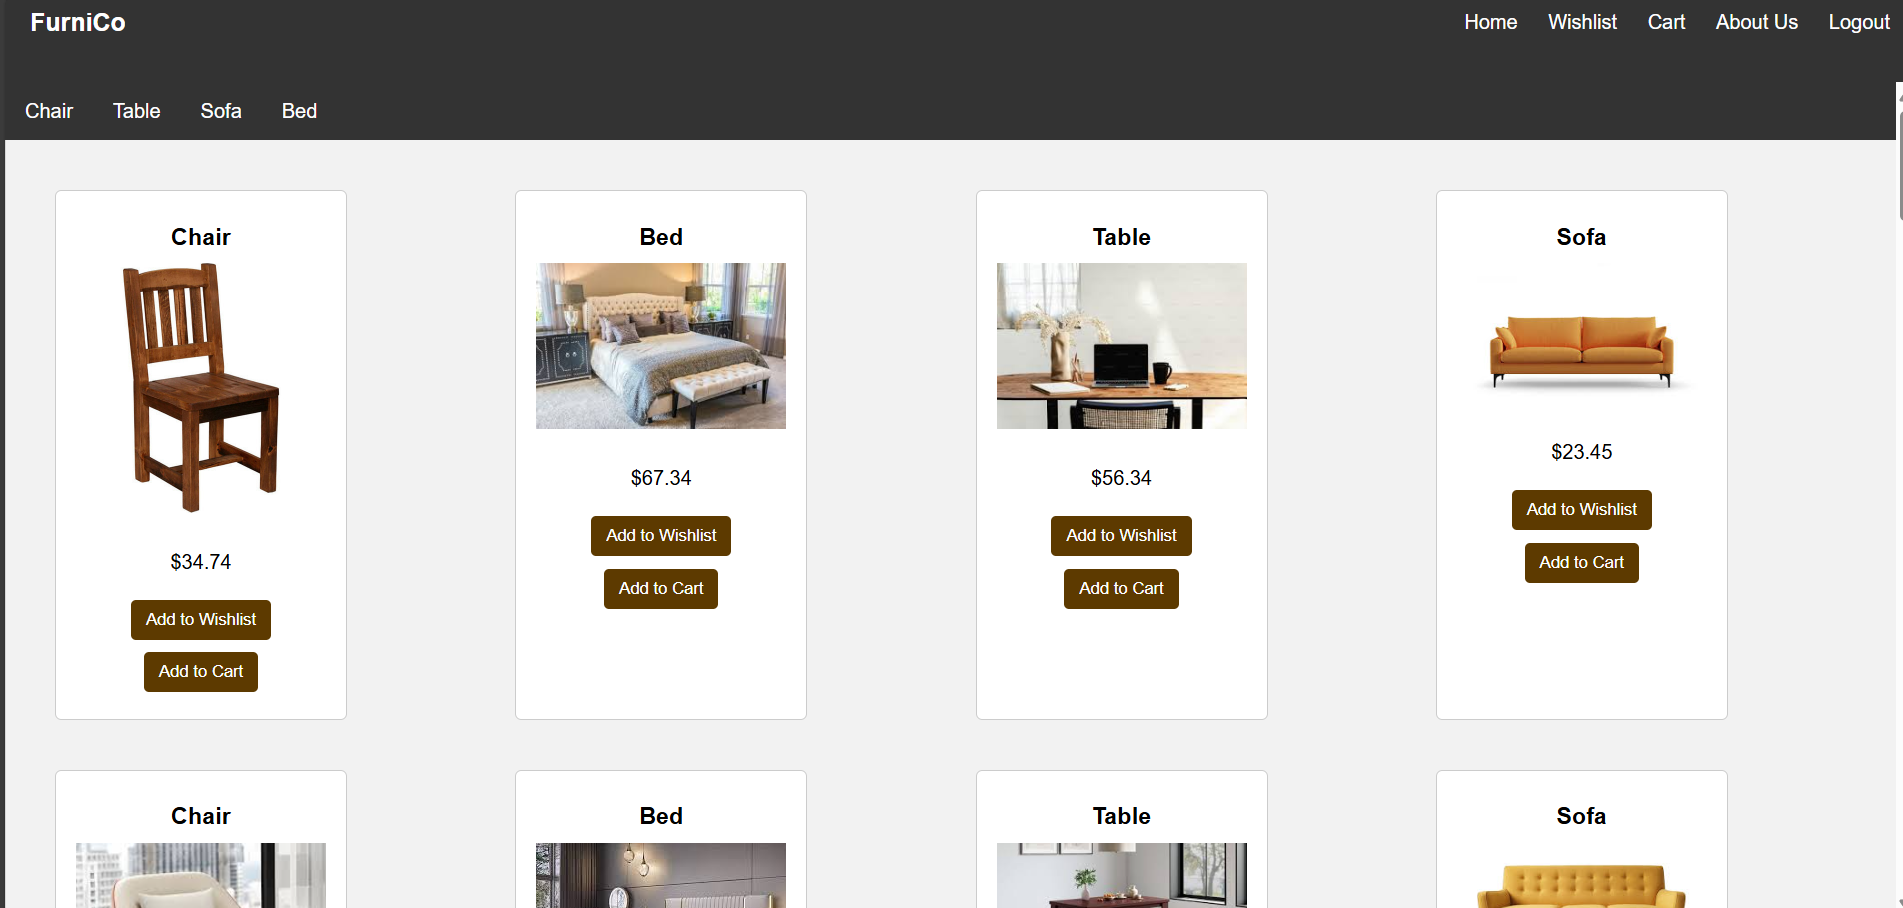 FurniCo
Home Wishlist Cart About Us Logout
Chair Table Sofa Bed
Chair
$34.74
Add to Wishlist
Add to Cart
Bed
$67.34
Add to Wishlist
Add to Cart
Table
$56.34
Add to Wishlist
Add to Cart
Sofa
$23.45
Add to Wishlist
Add to Cart
Chair
Bed
Table
Sofa